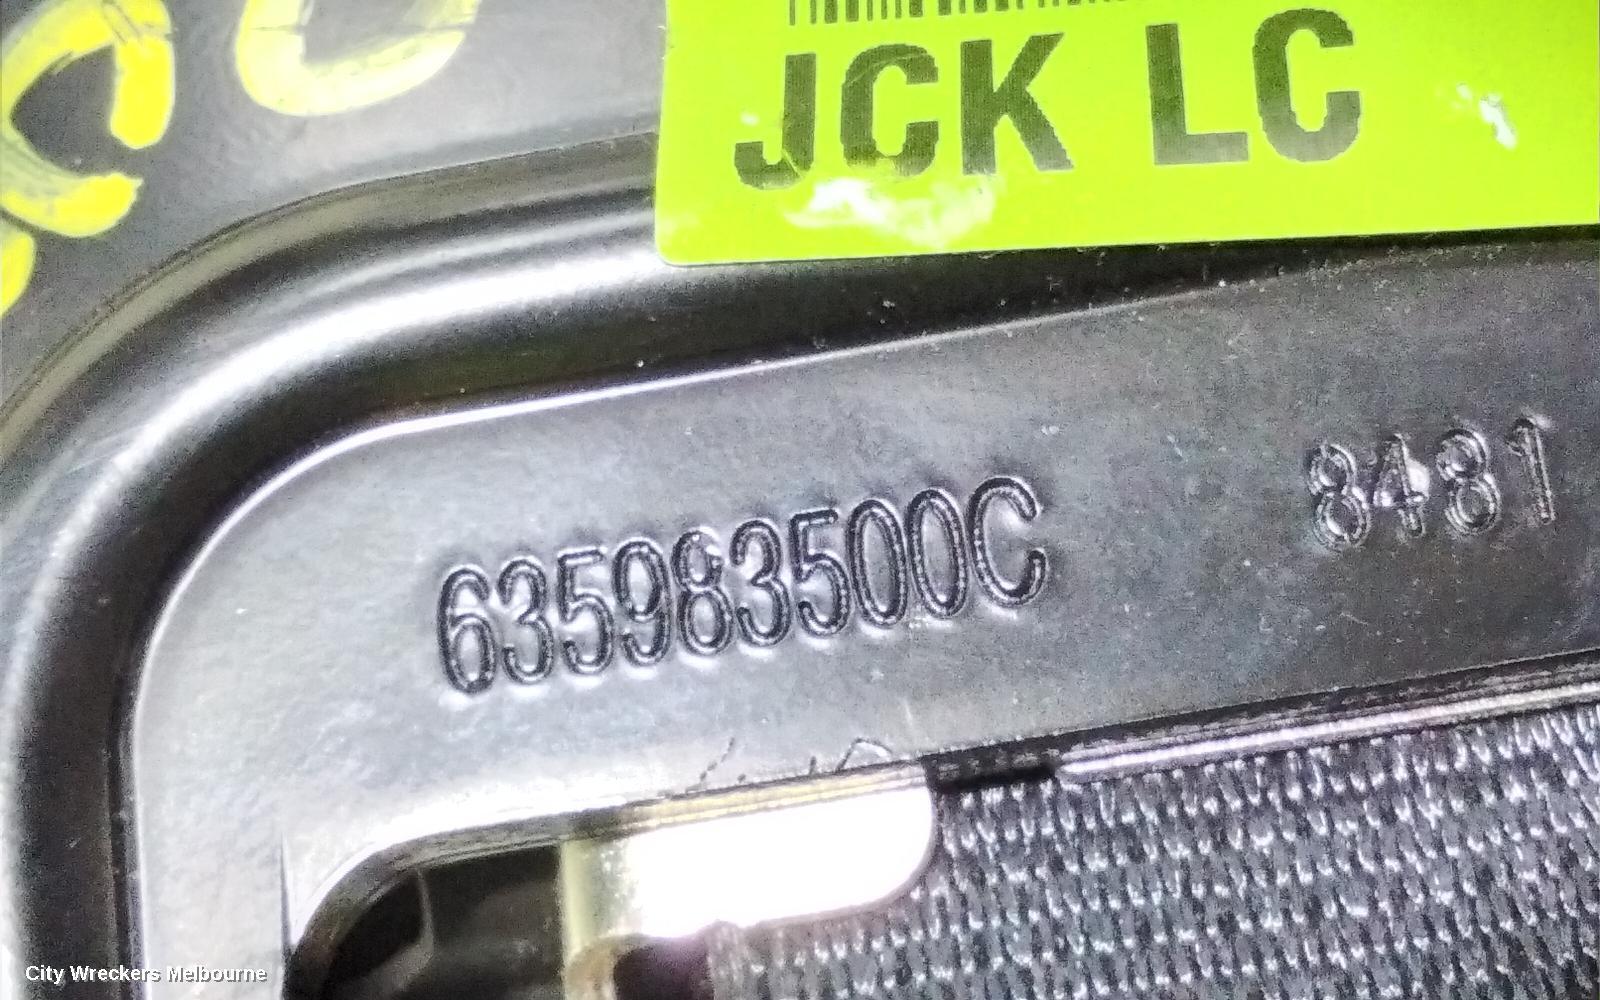 JCK LC
635983500C
8481
City Wreckers Melbourne